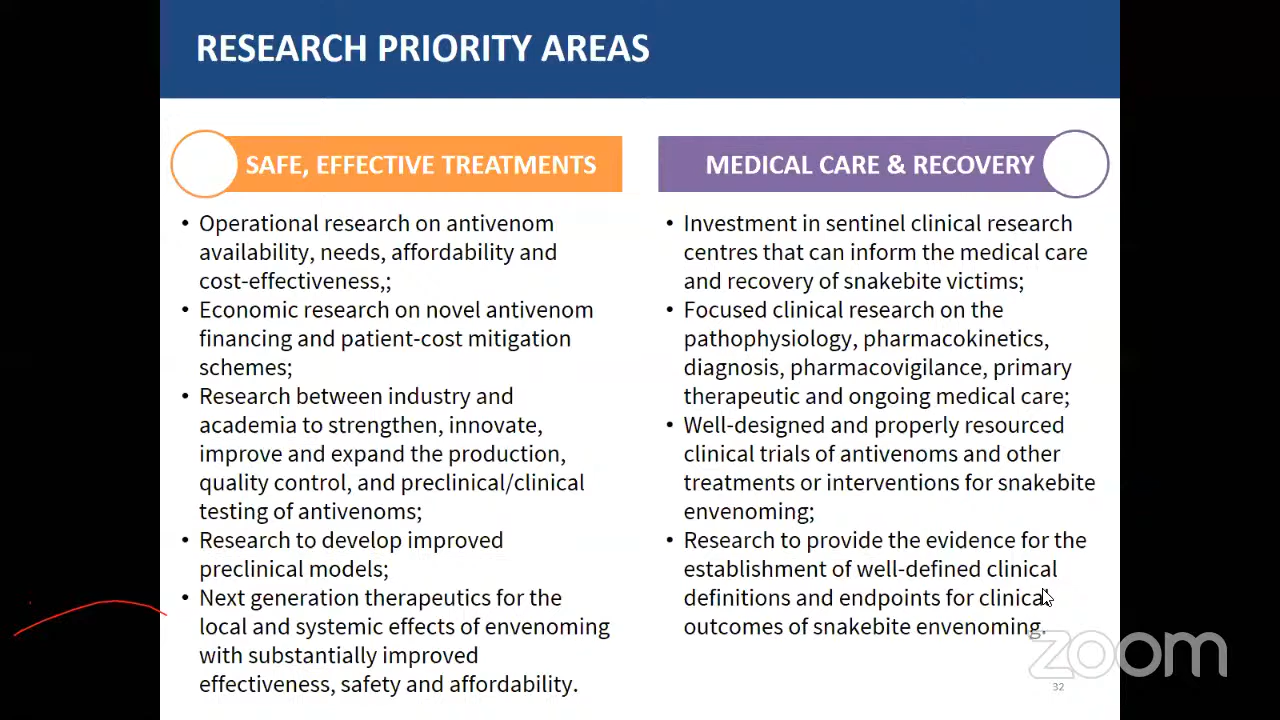 RESEARCH PRIORITY AREAS
SAFE, EFFECTIVE TREATMENTS
• Operational research on antivenom
availability, needs, affordability and
cost-effectiveness,;
• Economic research on novel antivenom
financing and patient-cost mitigation
schemes;
• Research between industry and
academia to strengthen, innovate,
improve and expand the production,
quality control, and preclinical/clinical
testing of antivenoms;
• Research to develop improved
preclinical models;
• Next generation therapeutics for the
local and systemic effects of envenoming
with substantially improved
effectiveness, safety and affordability.
MEDICAL CARE & RECOVERY
• Investment in sentinel clinical research
centres that can inform the medical care
and recovery of snakebite victims;
• Focused clinical research on the
pathophysiology, pharmacokinetics,
diagnosis, pharmacovigilance, primary
therapeutic and ongoing medical care;
• Well-designed and properly resourced
clinical trials of antivenoms and other
treatments or interventions for snakebite
envenoming;
• Research to provide the evidence for the
establishment of well-defined clinical
definitions and endpoints for clinical
outcomes of snakebite envenoming.
zoom
32